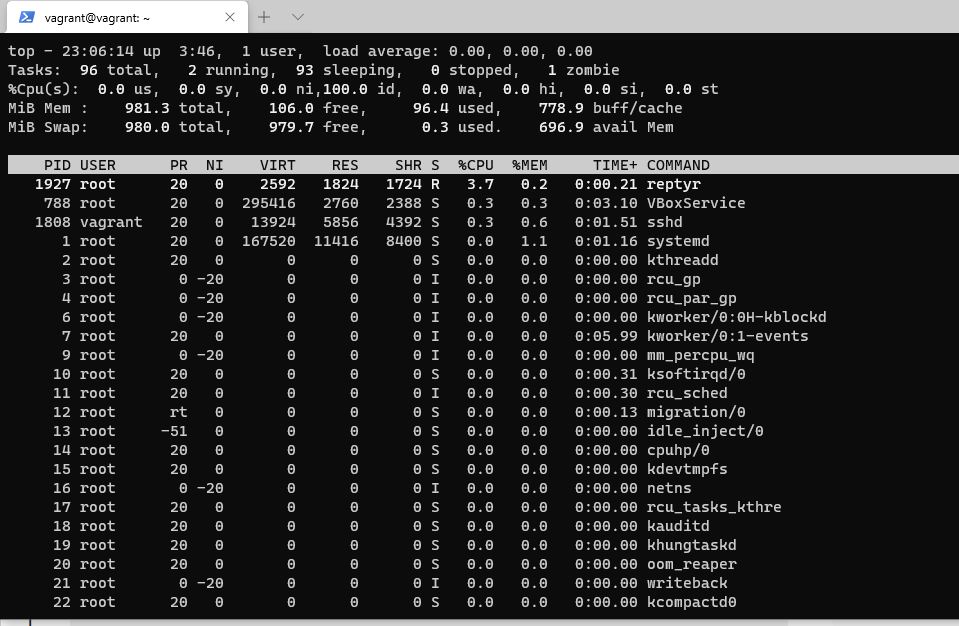 vagrant@vagrant: ~
top - 23:06:14 up  3:46,  1 user,  load average: 0.00, 0.00, 0.00
Tasks:  96 total,   2 running,  93 sleeping,   0 stopped,   1 zombie
%Cpu(s):  0.0 us,  0.0 sy,  0.0 ni,100.0 id,  0.0 wa,  0.0 hi,  0.0 si,  0.0 st
MiB Mem :    981.3 total,    106.0 free,     96.4 used,    778.9 buff/cache
MiB Swap:    980.0 total,    979.7 free,      0.3 used.    696.9 avail Mem
PID USER      PR  NI    VIRT    RES    SHR S  %CPU  %MEM     TIME+ COMMAND
1927 root      20   0    2592   1824   1724 R   3.7   0.2   0:00.21 reptyr
788 root      20   0  295416   2760   2388 S   0.3   0.3   0:03.10 VBoxService
1808 vagrant   20   0   13924   5856   4392 S   0.3   0.6   0:01.51 sshd
1 root      20   0  167520  11416   8400 S   0.0   1.1   0:01.16 systemd
2 root      20   0       0      0      0 S   0.0   0.0   0:00.00 kthreadd
3 root       0 -20       0      0      0 I   0.0   0.0   0:00.00 rcu_gp
4 root       0 -20       0      0      0 I   0.0   0.0   0:00.00 rcu_par_gp
6 root       0 -20       0      0      0 I   0.0   0.0   0:00.00 kworker/0:0H-kblockd
7 root      20   0       0      0      0 I   0.0   0.0   0:05.99 kworker/0:1-events
9 root       0 -20       0      0      0 I   0.0   0.0   0:00.00 mm_percpu_wq
10 root      20   0       0      0      0 S   0.0   0.0   0:00.31 ksoftirqd/0
11 root      20   0       0      0      0 I   0.0   0.0   0:00.30 rcu_sched
12 root      rt   0       0      0      0 S   0.0   0.0   0:00.13 migration/0
13 root     -51   0       0      0      0 S   0.0   0.0   0:00.00 idle_inject/0
14 root      20   0       0      0      0 S   0.0   0.0   0:00.00 cpuhp/0
15 root      20   0       0      0      0 S   0.0   0.0   0:00.00 kdevtmpfs
16 root       0 -20       0      0      0 I   0.0   0.0   0:00.00 netns
17 root      20   0       0      0      0 S   0.0   0.0   0:00.00 rcu_tasks_kthre
18 root      20   0       0      0      0 S   0.0   0.0   0:00.00 kauditd
19 root      20   0       0      0      0 S   0.0   0.0   0:00.00 khungtaskd
20 root      20   0       0      0      0 S   0.0   0.0   0:00.00 oom_reaper
21 root       0 -20       0      0      0 I   0.0   0.0   0:00.00 writeback
22 root      20   0       0      0      0 S   0.0   0.0   0:00.00 kcompactd0